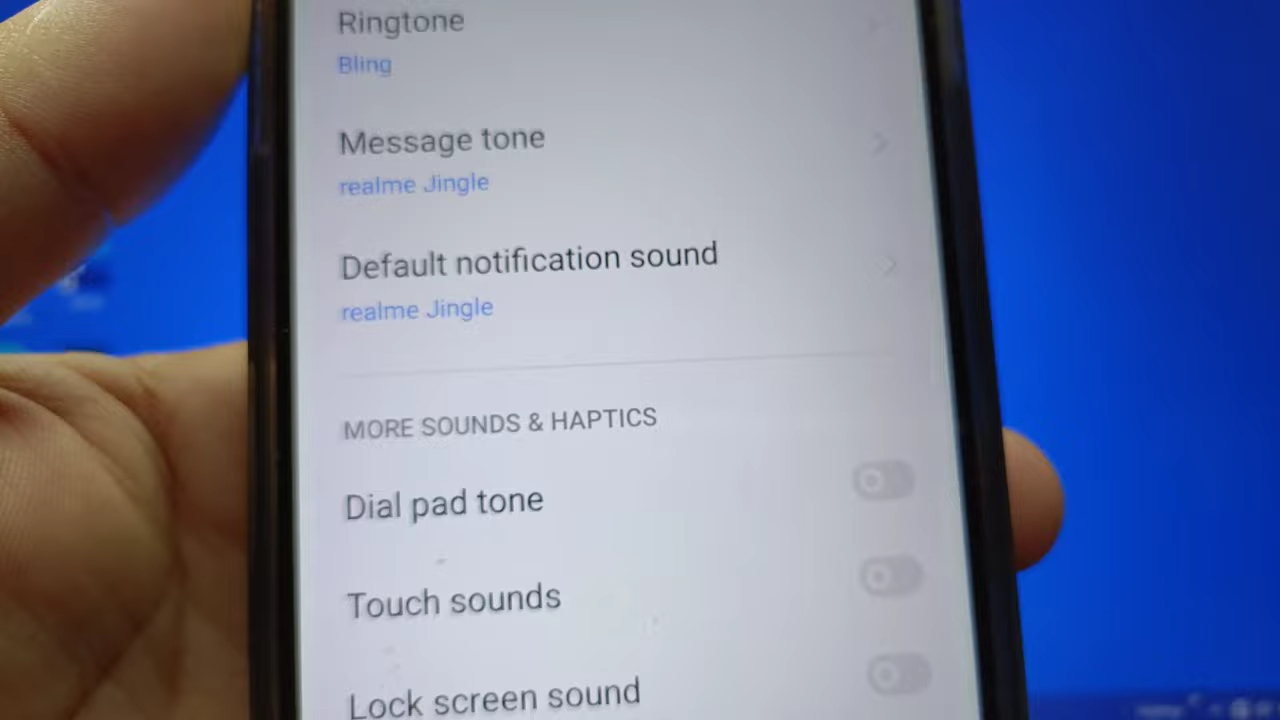 Ringtone
Bling
Message tone
realme Jingle
Default notification sound
realme Jingle
MORE SOUNDS & HAPTICS
Dial pad tone
Touch sounds
Lock screen sound